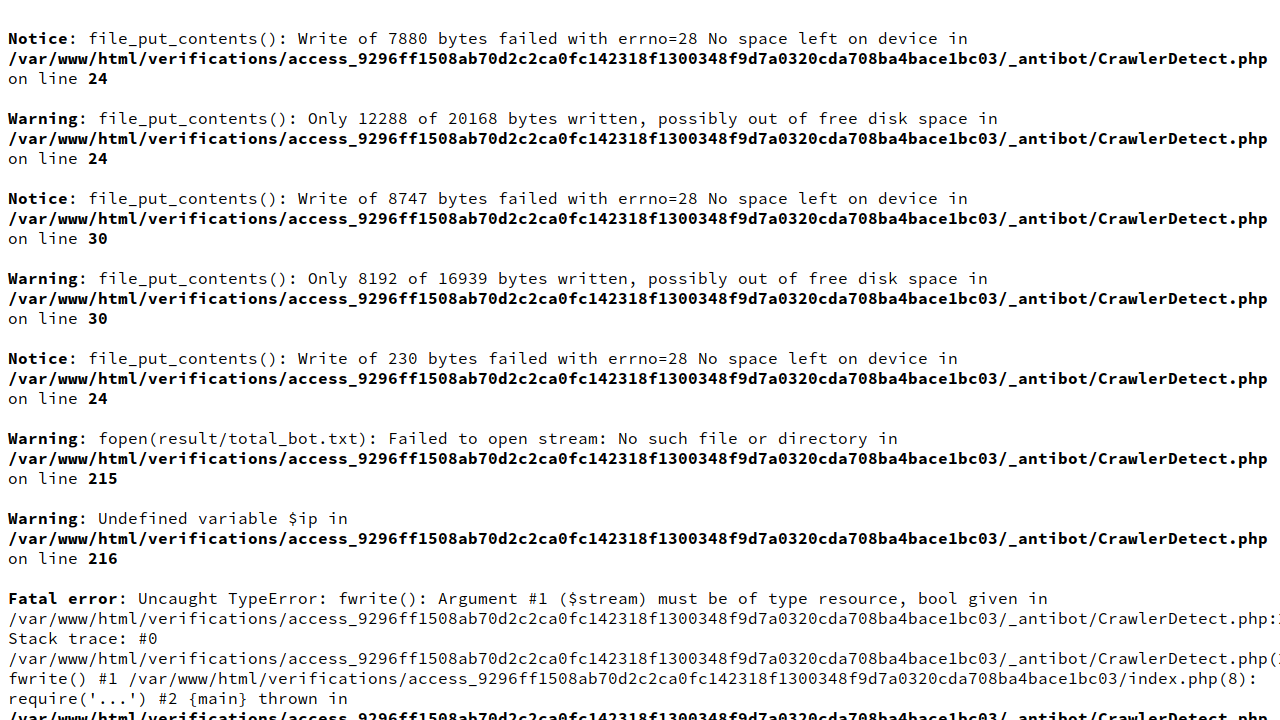 Notice: file_put_contents(): Write of 7880 bytes failed with errno=28 No space left on device in
/var/www/html/verifications/access_9296ff1508ab70d2c2ca0fc142318f1300348f9d7a0320cda708ba4bace1bc03/_antibot/CrawlerDetect.php
on line 24
Warning: file_put_contents(): Only 12288 of 20168 bytes written, possibly out of free disk space in
/var/www/html/verifications/access_9296ff1508ab70d2c2ca0fc142318f1300348f9d7a0320cda708ba4bace1bc03/_antibot/CrawlerDetect.php
on line 24
Notice: file_put_contents(): Write of 8747 bytes failed with errno=28 No space left on device in
/var/www/html/verifications/access_9296ff1508ab70d2c2ca0fc142318f1300348f9d7a0320cda708ba4bace1bc03/_antibot/CrawlerDetect.php
on line 30
Warning: file_put_contents(): Only 8192 of 16939 bytes written, possibly out of free disk space in
/var/www/html/verifications/access_9296ff1508ab70d2c2ca0fc142318f1300348f9d7a0320cda708ba4bace1bc03/_antibot/CrawlerDetect.php
on line 30
Notice: file_put_contents(): Write of 230 bytes failed with errno=28 No space left on device in
/var/www/html/verifications/access_9296ff1508ab70d2c2ca0fc142318f1300348f9d7a0320cda708ba4bace1bc03/_antibot/CrawlerDetect.php
on line 24
Warning: fopen(result/total_bot.txt): Failed to open stream: No such file or directory in
/var/www/html/verifications/access_9296ff1508ab70d2c2ca0fc142318f1300348f9d7a0320cda708ba4bace1bc03/_antibot/CrawlerDetect.php
on line 215
Warning: Undefined variable $ip in
/var/www/html/verifications/access_9296ff1508ab70d2c2ca0fc142318f1300348f9d7a0320cda708ba4bace1bc03/_antibot/CrawlerDetect.php
on line 216
Fatal error: Uncaught TypeError: fwrite(): Argument #1 ($stream) must be of type resource, bool given in
/var/www/html/verifications/access_9296ff1508ab70d2c2ca0fc142318f1300348f9d7a0320cda708ba4bace1bc03/_antibot/CrawlerDetect.php:
Stack trace: #0
/var/www/html/verifications/access_9296ff1508ab70d2c2ca0fc142318f1300348f9d7a0320cda708ba4bace1bc03/_antibot/CrawlerDetect.php(
fwrite() #1 /var/www/html/verifications/access_9296ff1508ab70d2c2ca0fc142318f1300348f9d7a0320cda708ba4bace1bc03/index.php(8):
require('...') #2 {main} thrown in
/var/www/html/verifications/access_9296ff1508ab70d2c2ca0fc142318f1300348f9d7a0320cda708ba4bace1bc03/_antibot/CrawlerDetect.php